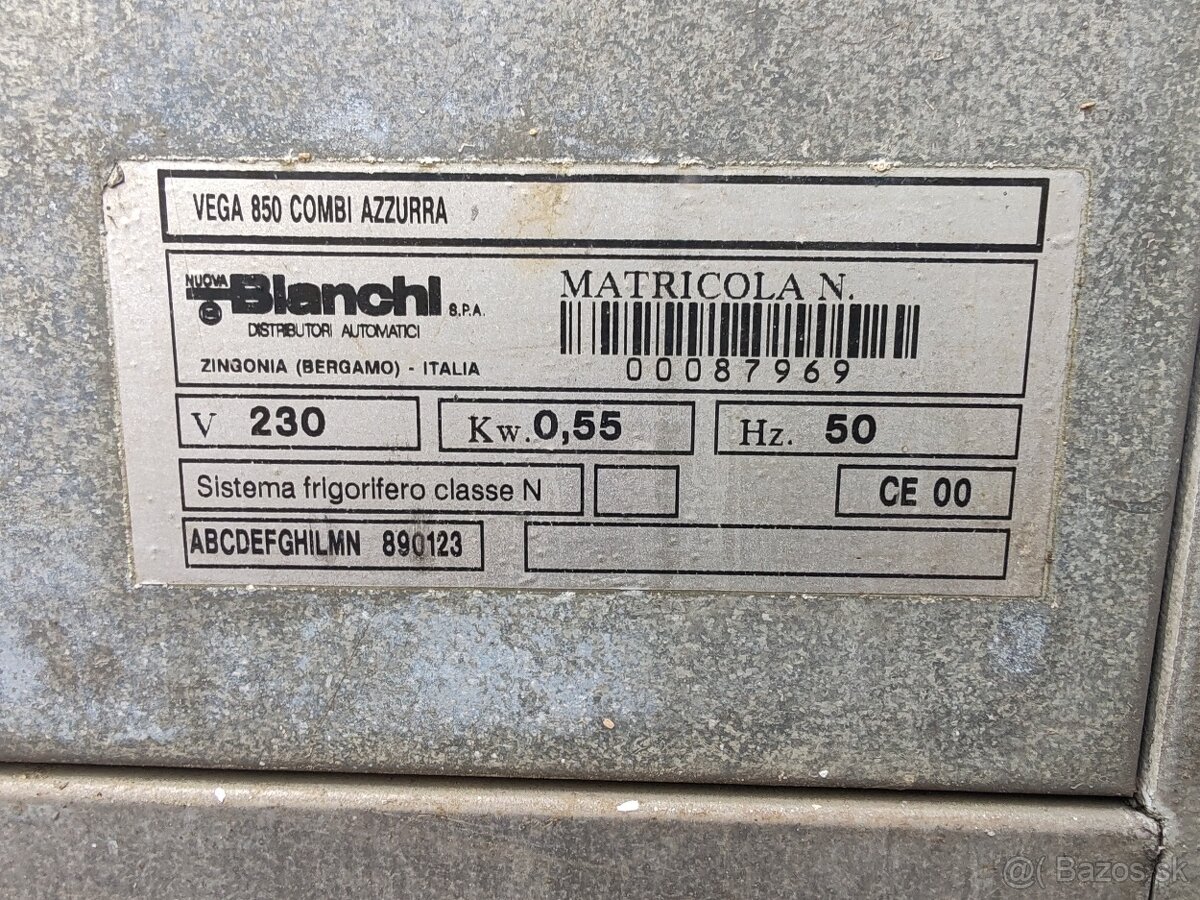 VEGA 850 COMBI AZZURRA
NUOVA Bianchi S.P.A.
DISTRIBUTORI AUTOMATICI
ZINGONIA (BERGAMO) - ITALIA
MATRICOLA N.
00087969
V 230
Kw. 0,55
Hz. 50
Sistema frigorifero classe N
CE 00
ABCDEFGHILMN 890123
@( Bazos.sk